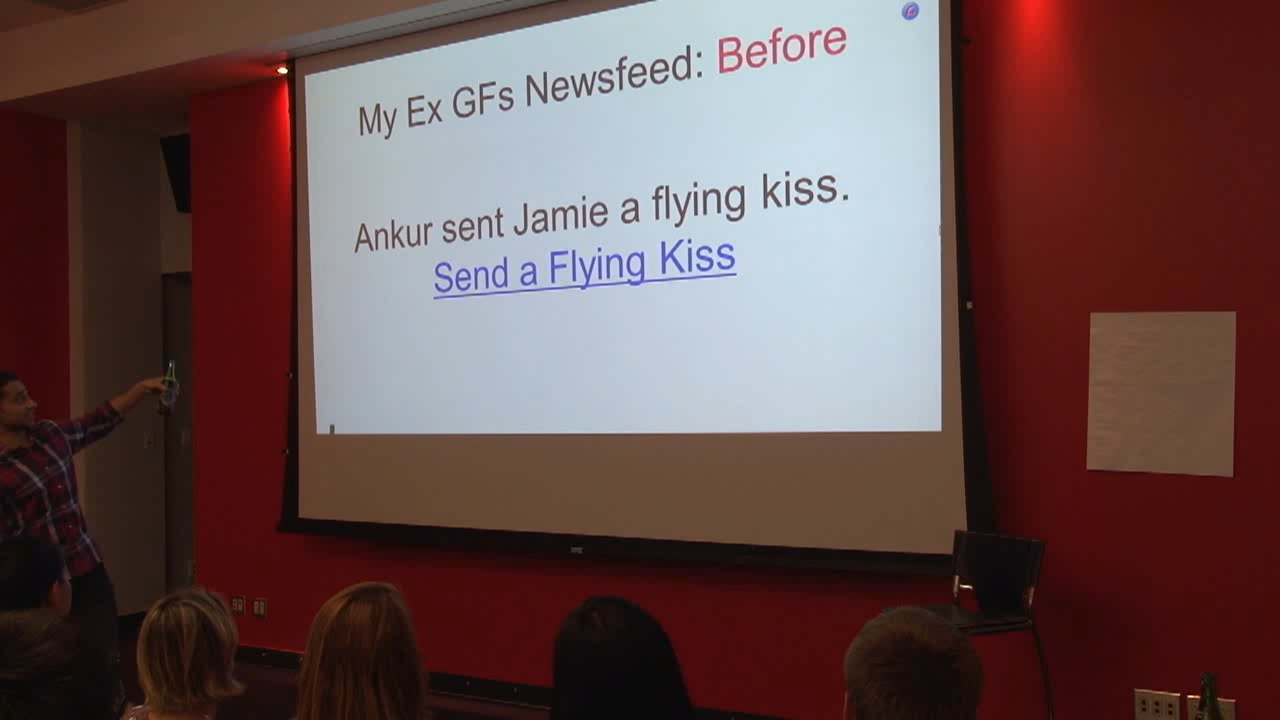 My Ex GFs Newsfeed: Before
Ankur sent Jamie a flying kiss.
Send a Flying Kiss